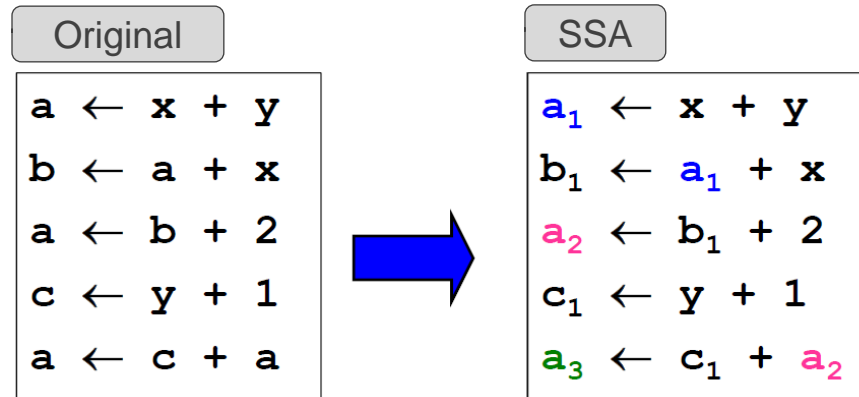 Original
a ← x + y
b ← a + x
a ← b + 2
c ← y + 1
a ← c + a
SSA
a₁ ← x + y
b₁ ← a₁ + x
a₂ ← b₁ + 2
c₁ ← y + 1
a₃ ← c₁ + a₂